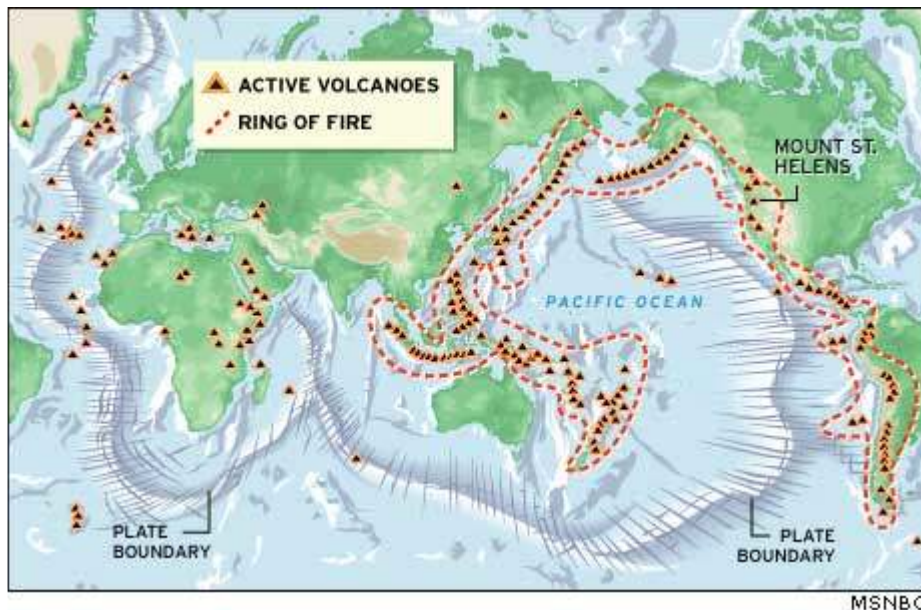 ACTIVE VOLCANOES
RING OF FIRE
MOUNT ST.
HELENS
PACIFIC OCEAN
PLATE
BOUNDARY
PLATE
BOUNDARY
MSNBC